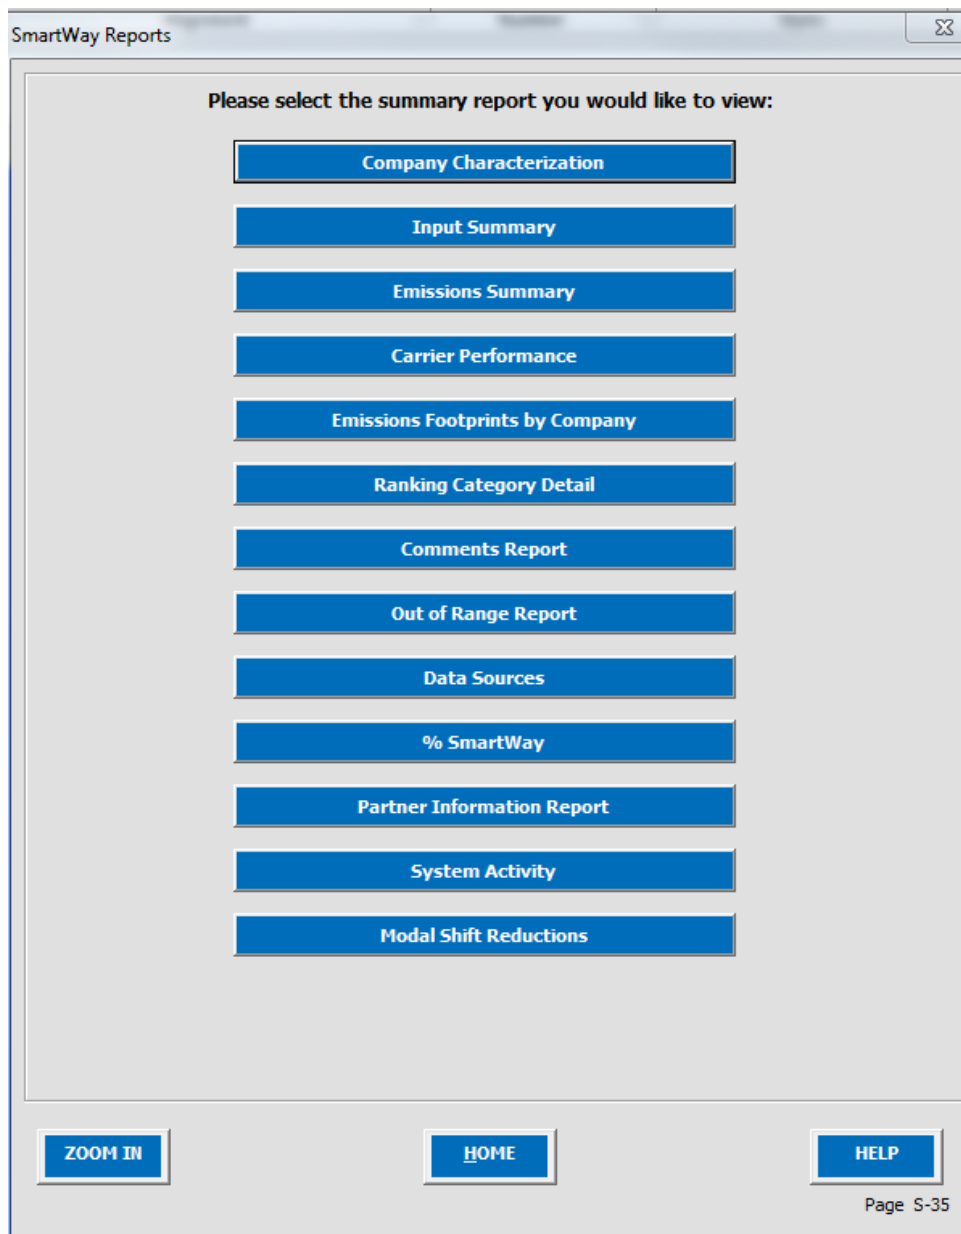 SmartWay Reports
Please select the summary report you would like to view:
Company Characterization
Input Summary
Emissions Summary
Carrier Performance
Emissions Footprints by Company
Ranking Category Detail
Comments Report
Out of Range Report
Data Sources
% SmartWay
Partner Information Report
System Activity
Modal Shift Reductions
ZOOM IN
HOME
HELP
Page S-35